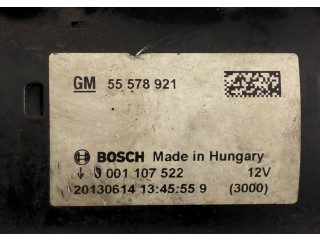 GM 55 578 921
BOSCH Made in Hungary
0 001 107 522 12V
20130614 13:45:55 9 (3000)